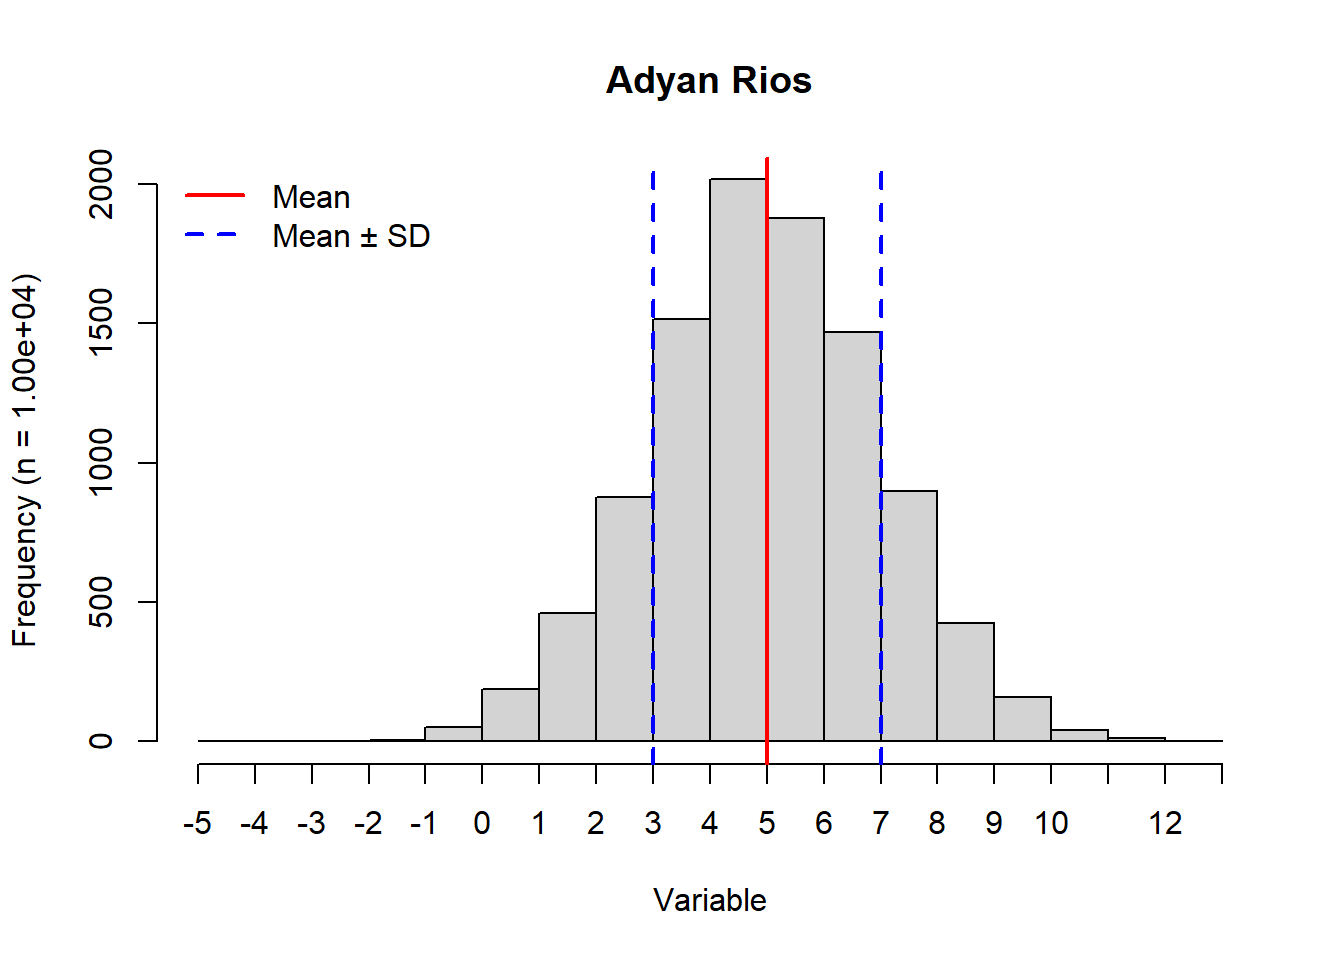 Adyan Rios
Mean
Mean ± SD
Frequency (n = 1.00e+04)
2000
1500
1000
500
0
-5 -4 -3 -2 -1 0 1 2 3 4 5 6 7 8 9 10 12
Variable